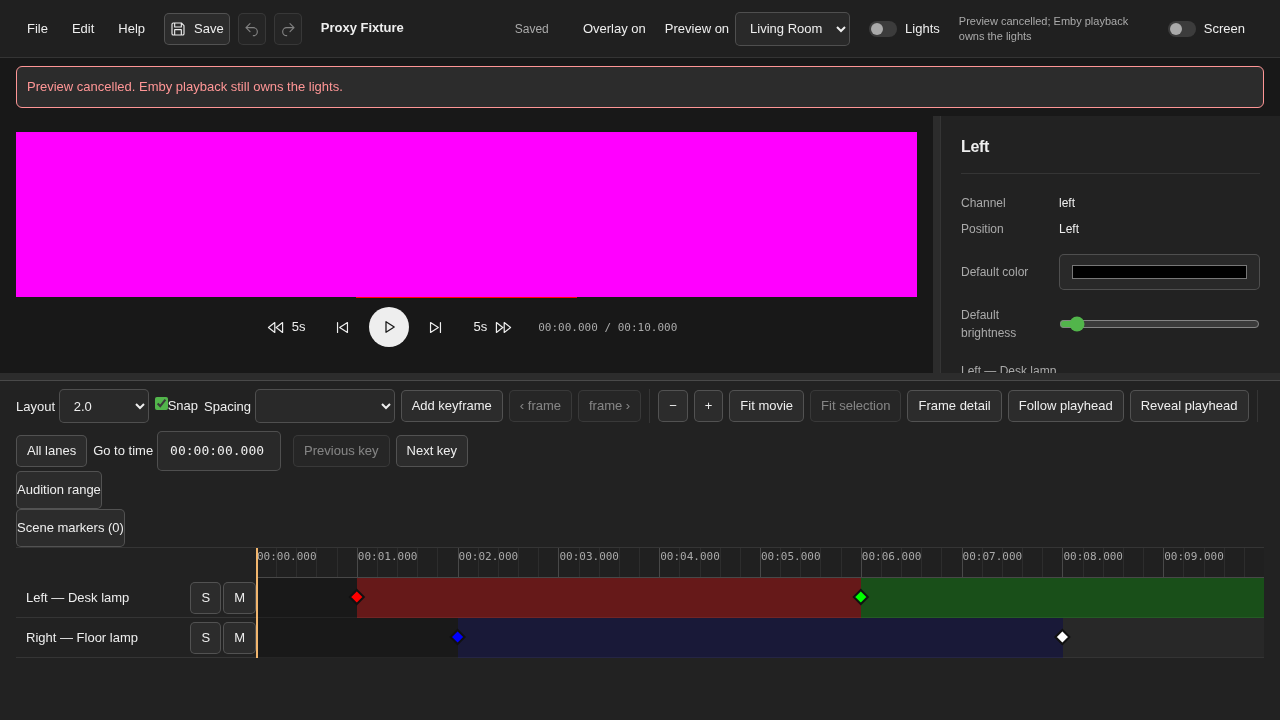 File Edit Help Save Proxy Fixture Saved Overlay on Preview on Living Room Lights Preview cancelled; Emby playback
owns the lights Screen
Preview cancelled. Emby playback still owns the lights.
5s 5s 00:00.000 / 00:10.000
Left
Channel left
Position Left
Default color
Default
brightness
Left — Desk lamp
Layout 2.0 Snap Spacing Add keyframe ‹ frame frame › − + Fit movie Fit selection Frame detail Follow playhead Reveal playhead
All lanes Go to time 00:00:00.000 Previous key Next key
Audition range
Scene markers (0)
00:00.000 00:01.000 00:02.000 00:03.000 00:04.000 00:05.000 00:06.000 00:07.000 00:08.000 00:09.000
Left — Desk lamp S M
Right — Floor lamp S M